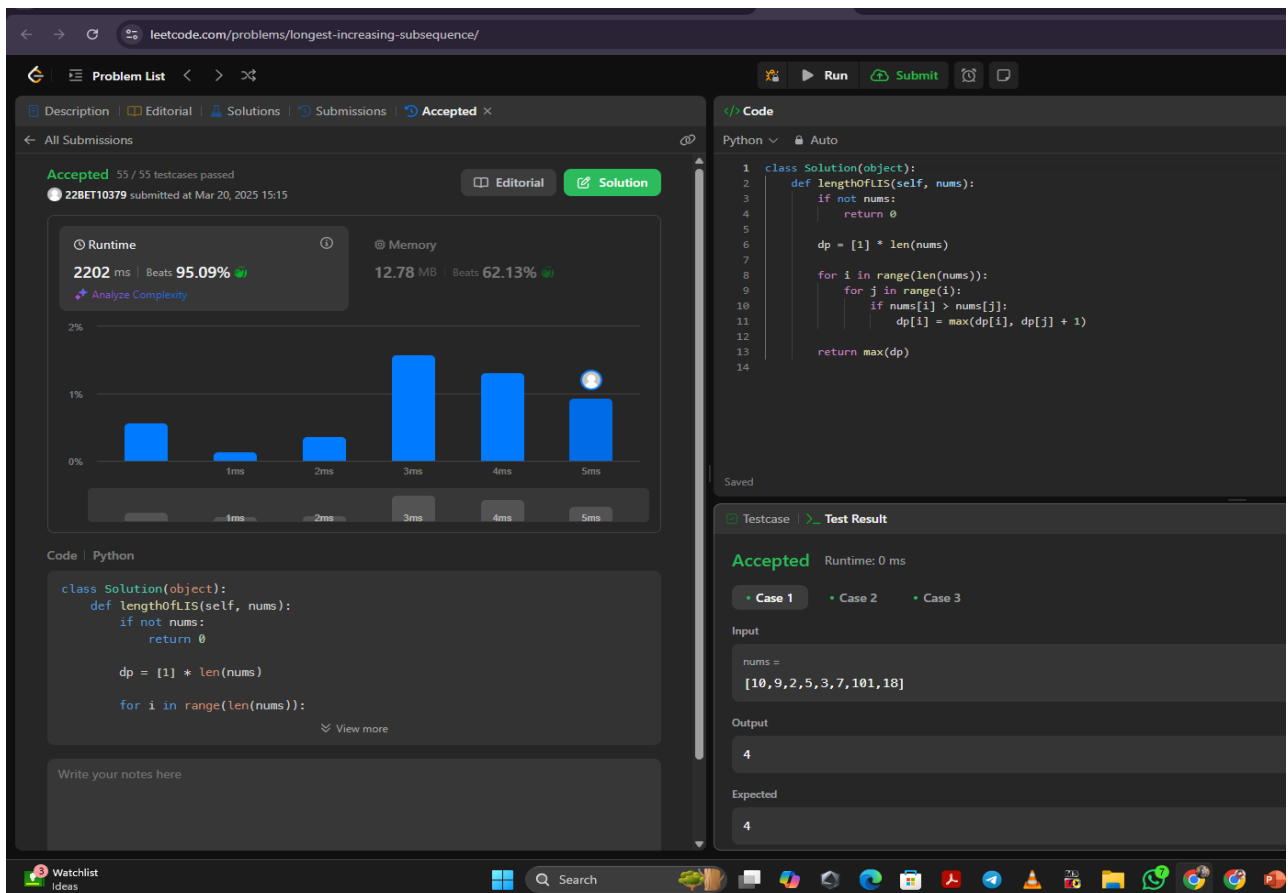 leetcode.com/problems/longest-increasing-subsequence/
Problem List
Run
Submit
Description
Editorial
Solutions
Submissions
Accepted
All Submissions
Accepted 55 / 55 testcases passed
22BET10379 submitted at Mar 20, 2025 15:15
Editorial
Solution
Runtime
2202 ms Beats 95.09%
Analyze Complexity
Memory
12.78 MB Beats 62.13%
2%
1%
0%
1ms 2ms 3ms 4ms 5ms
1ms 2ms 3ms 4ms 5ms
Code | Python
class Solution(object):
def lengthOfLIS(self, nums):
if not nums:
return 0
dp = [1] * len(nums)
for i in range(len(nums)):
View more
Write your notes here
</> Code
Python Auto
1 class Solution(object):
2 def lengthOfLIS(self, nums):
3 if not nums:
4 return 0
5
6 dp = [1] * len(nums)
7
8 for i in range(len(nums)):
9 for j in range(i):
10 if nums[i] > nums[j]:
11 dp[i] = max(dp[i], dp[j] + 1)
12
13 return max(dp)
14
Saved
Testcase
>_ Test Result
Accepted Runtime: 0 ms
Case 1
Case 2
Case 3
Input
nums =
[10,9,2,5,3,7,101,18]
Output
4
Expected
4
3
Watchlist
Ideas
Search
7